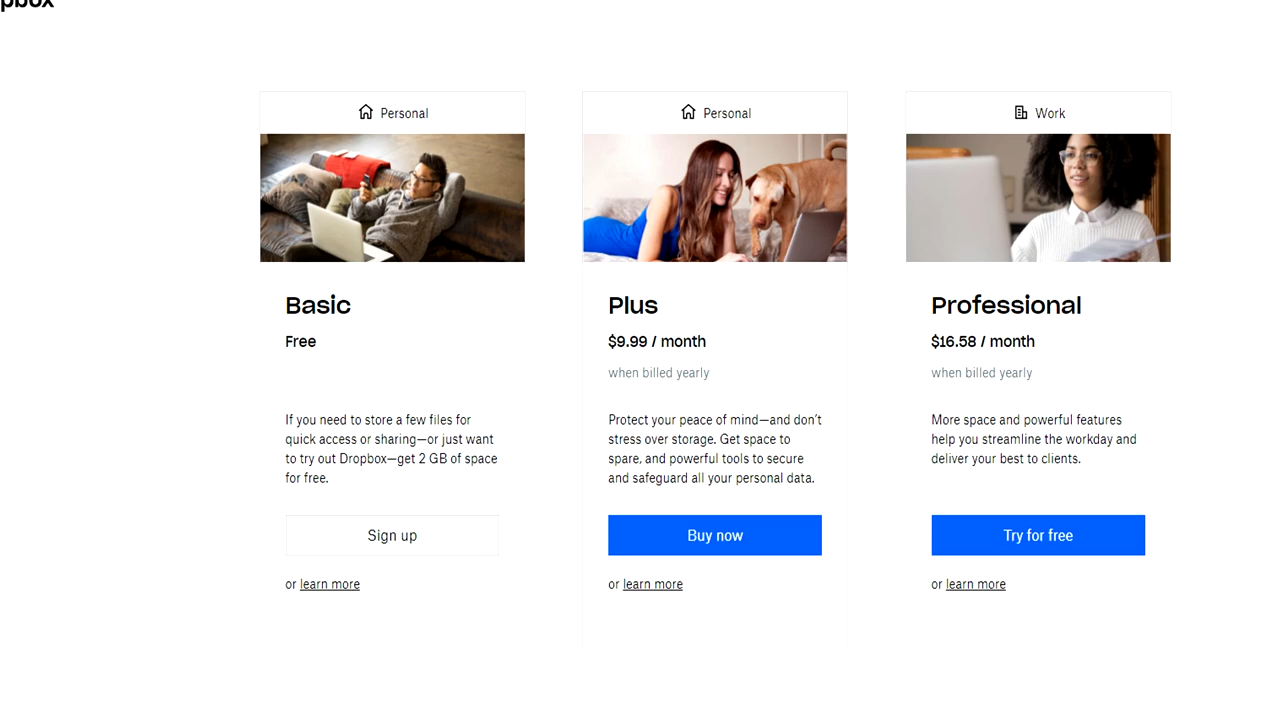 pbox
Personal
Basic
Free
If you need to store a few files for
quick access or sharing—or just want
to try out Dropbox—get 2 GB of space
for free.
Sign up
or learn more
Personal
Plus
$9.99 / month
when billed yearly
Protect your peace of mind—and don't
stress over storage. Get space to
spare, and powerful tools to secure
and safeguard all your personal data.
Buy now
or learn more
Work
Professional
$16.58 / month
when billed yearly
More space and powerful features
help you streamline the workday and
deliver your best to clients.
Try for free
or learn more